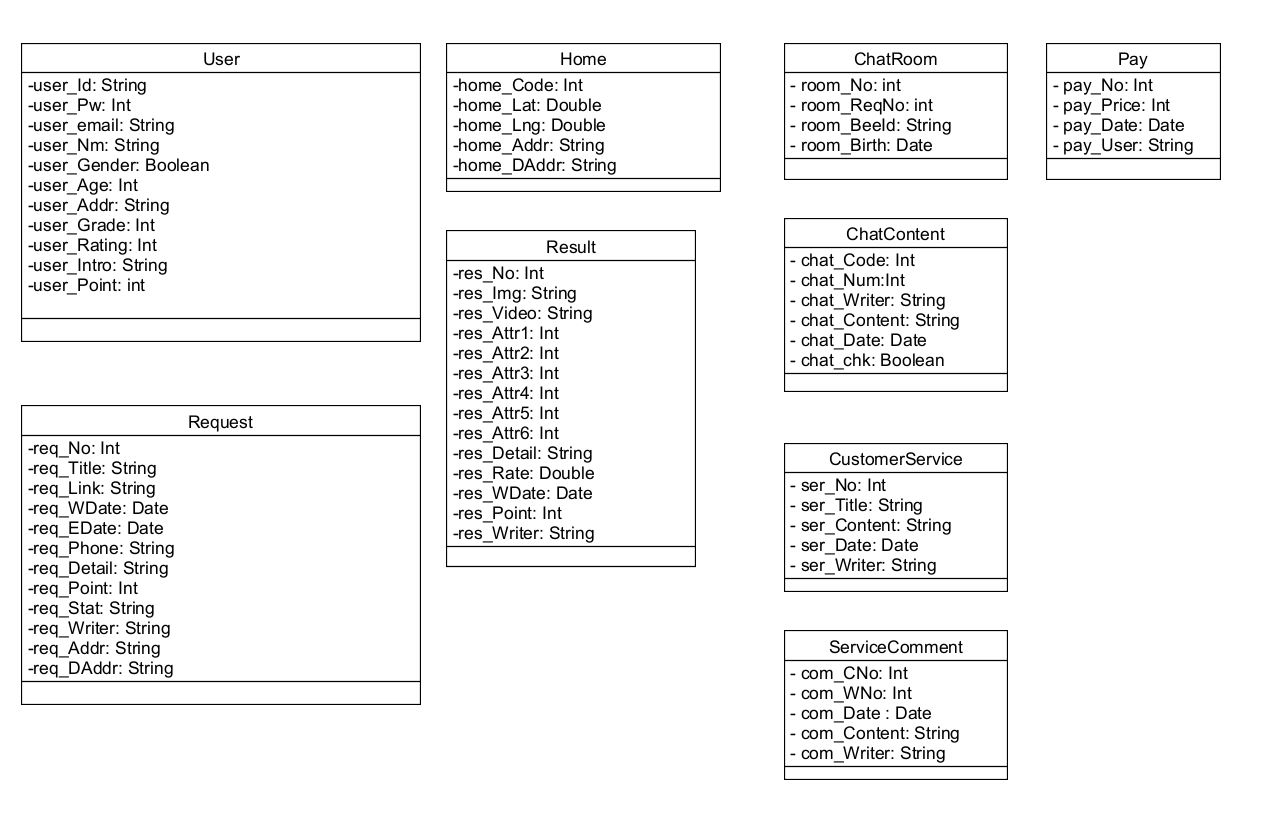 User
-user_Id: String
-user_Pw: Int
-user_email: String
-user_Nm: String
-user_Gender: Boolean
-user_Age: Int
-user_Addr: String
-user_Grade: Int
-user_Rating: Int
-user_Intro: String
-user_Point: int
Request
-req_No: Int
-req_Title: String
-req_Link: String
-req_WDate: Date
-req_EDate: Date
-req_Phone: String
-req_Detail: String
-req_Point: Int
-req_Stat: String
-req_Writer: String
-req_Addr: String
-req_DAddr: String
Home
-home_Code: Int
-home_Lat: Double
-home_Lng: Double
-home_Addr: String
-home_DAddr: String
Result
-res_No: Int
-res_Img: String
-res_Video: String
-res_Attr1: Int
-res_Attr2: Int
-res_Attr3: Int
-res_Attr4: Int
-res_Attr5: Int
-res_Attr6: Int
-res_Detail: String
-res_Rate: Double
-res_WDate: Date
-res_Point: Int
-res_Writer: String
ChatRoom
- room_No: int
- room_ReqNo: int
- room_BeeId: String
- room_Birth: Date
ChatContent
- chat_Code: Int
- chat_Num:Int
- chat_Writer: String
- chat_Content: String
- chat_Date: Date
- chat_chk: Boolean
CustomerService
- ser_No: Int
- ser_Title: String
- ser_Content: String
- ser_Date: Date
- ser_Writer: String
ServiceComment
- com_CNo: Int
- com_WNo: Int
- com_Date : Date
- com_Content: String
- com_Writer: String
Pay
- pay_No: Int
- pay_Price: Int
- pay_Date: Date
- pay_User: String